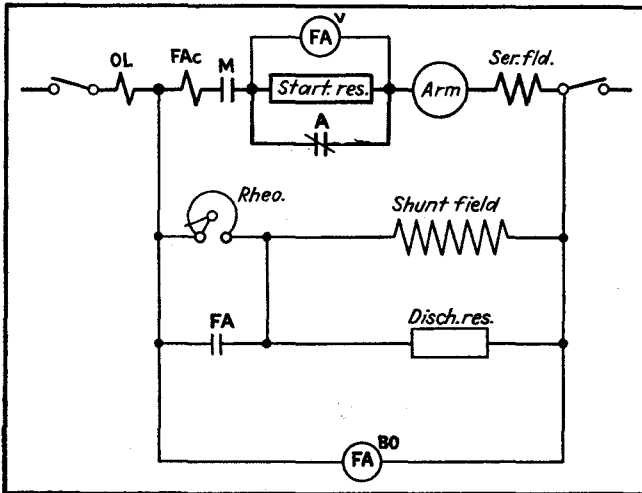 V
FA
OL
FAc
M
Start. res.
Arm
Ser. fld.
A
Rheo.
Shunt field
FA
Disch. res.
FA
BO